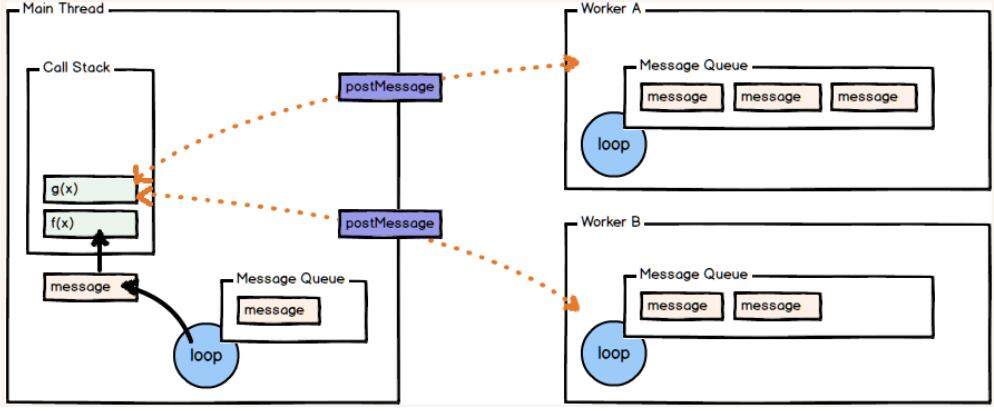 Main Thread
Call Stack
g(x)
f(x)
message
loop
Message Queue
message
postMessage
postMessage
Worker A
Message Queue
message message message
loop
Worker B
Message Queue
message message
loop